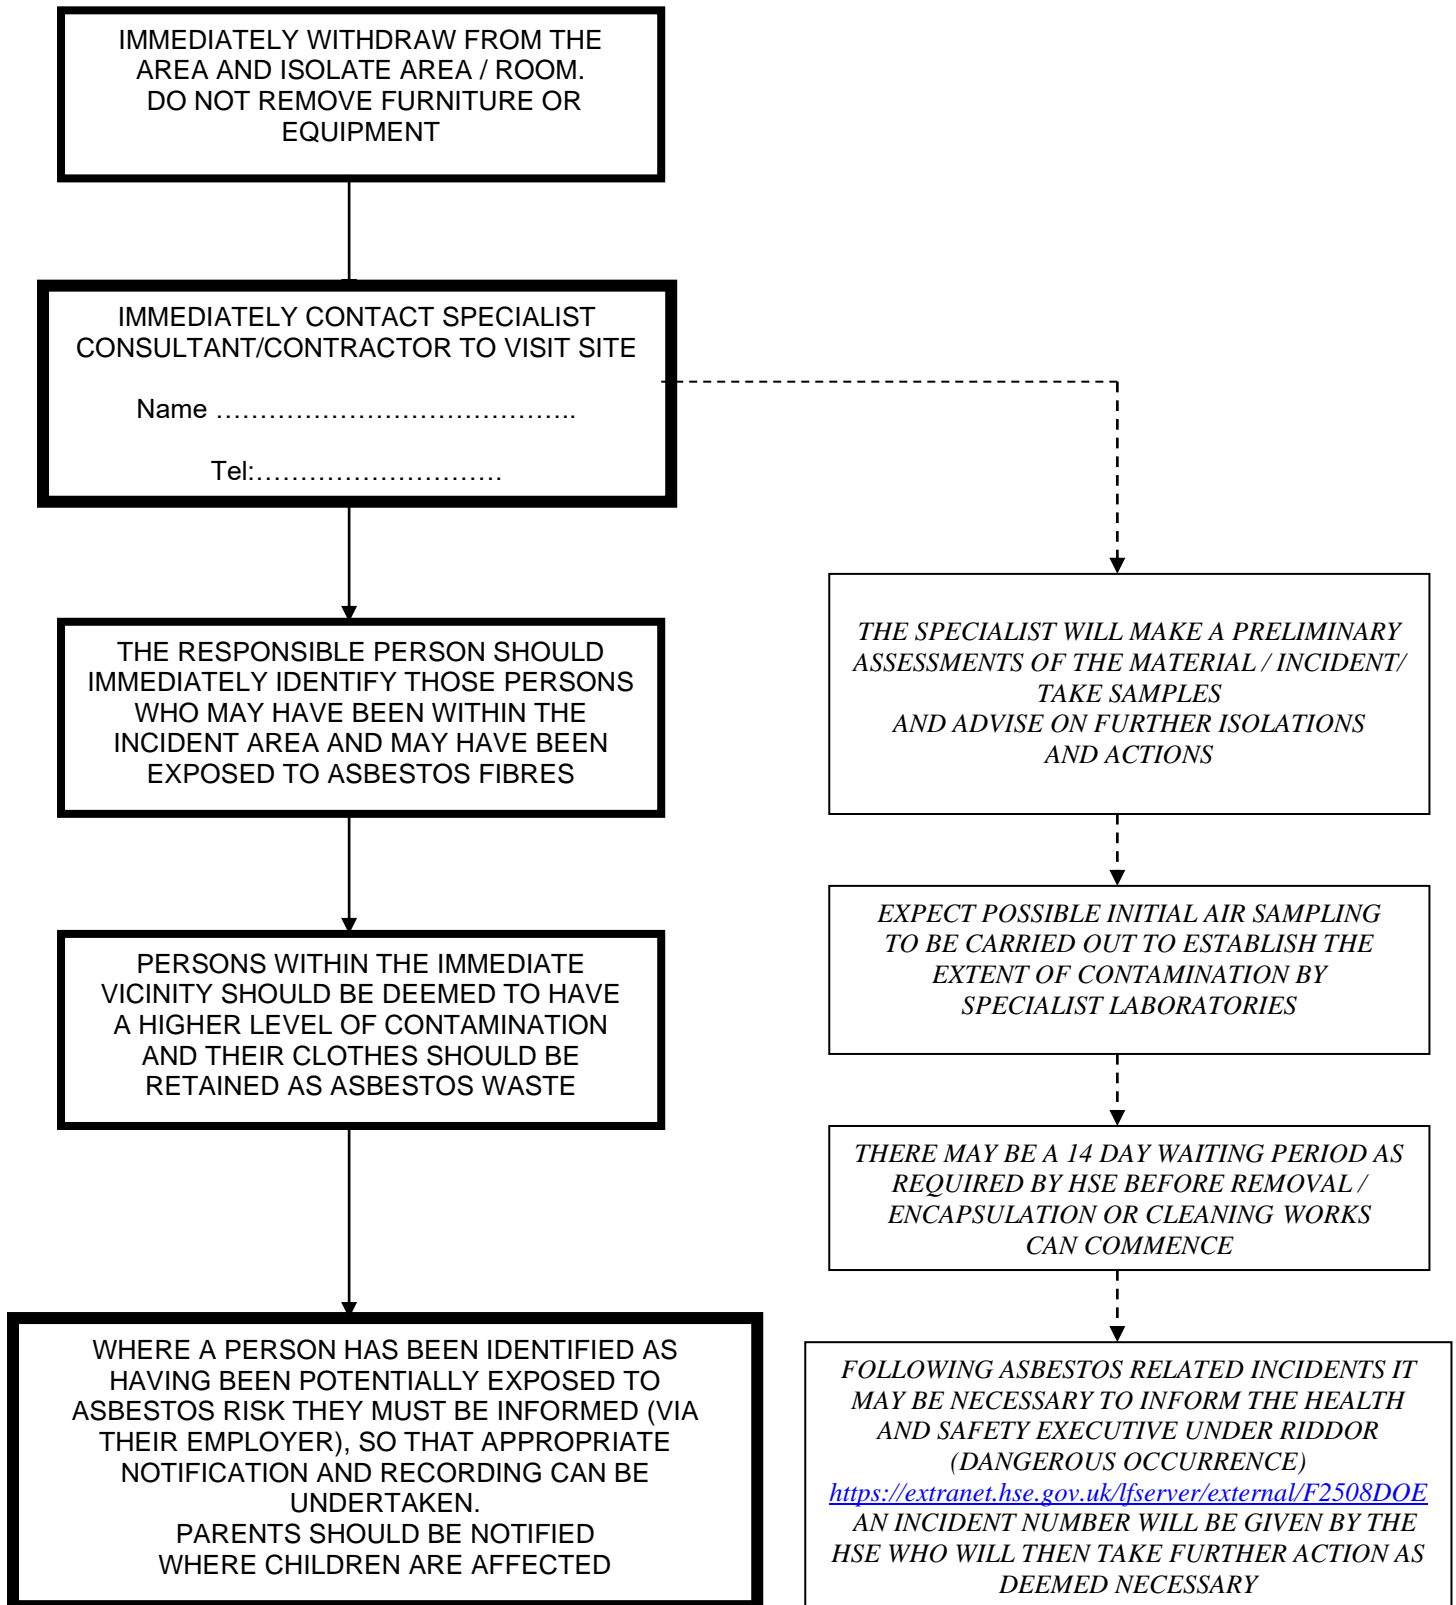 IMMEDIATELY WITHDRAW FROM THE
AREA AND ISOLATE AREA / ROOM.
DO NOT REMOVE FURNITURE OR
EQUIPMENT
IMMEDIATELY CONTACT SPECIALIST
CONSULTANT/CONTRACTOR TO VISIT SITE
Name …………………………………..
Tel:……………………….
THE RESPONSIBLE PERSON SHOULD
IMMEDIATELY IDENTIFY THOSE PERSONS
WHO MAY HAVE BEEN WITHIN THE
INCIDENT AREA AND MAY HAVE BEEN
EXPOSED TO ASBESTOS FIBRES
PERSONS WITHIN THE IMMEDIATE
VICINITY SHOULD BE DEEMED TO HAVE
A HIGHER LEVEL OF CONTAMINATION
AND THEIR CLOTHES SHOULD BE
RETAINED AS ASBESTOS WASTE
WHERE A PERSON HAS BEEN IDENTIFIED AS
HAVING BEEN POTENTIALLY EXPOSED TO
ASBESTOS RISK THEY MUST BE INFORMED (VIA
THEIR EMPLOYER), SO THAT APPROPRIATE
NOTIFICATION AND RECORDING CAN BE
UNDERTAKEN.
PARENTS SHOULD BE NOTIFIED
WHERE CHILDREN ARE AFFECTED
THE SPECIALIST WILL MAKE A PRELIMINARY
ASSESSMENTS OF THE MATERIAL / INCIDENT/
TAKE SAMPLES
AND ADVISE ON FURTHER ISOLATIONS
AND ACTIONS
EXPECT POSSIBLE INITIAL AIR SAMPLING
TO BE CARRIED OUT TO ESTABLISH THE
EXTENT OF CONTAMINATION BY
SPECIALIST LABORATORIES
THERE MAY BE A 14 DAY WAITING PERIOD AS
REQUIRED BY HSE BEFORE REMOVAL /
ENCAPSULATION OR CLEANING WORKS
CAN COMMENCE
FOLLOWING ASBESTOS RELATED INCIDENTS IT
MAY BE NECESSARY TO INFORM THE HEALTH
AND SAFETY EXECUTIVE UNDER RIDDOR
(DANGEROUS OCCURRENCE)
https://extranet.hse.gov.uk/lfserver/external/F2508DOE
AN INCIDENT NUMBER WILL BE GIVEN BY THE
HSE WHO WILL THEN TAKE FURTHER ACTION AS
DEEMED NECESSARY